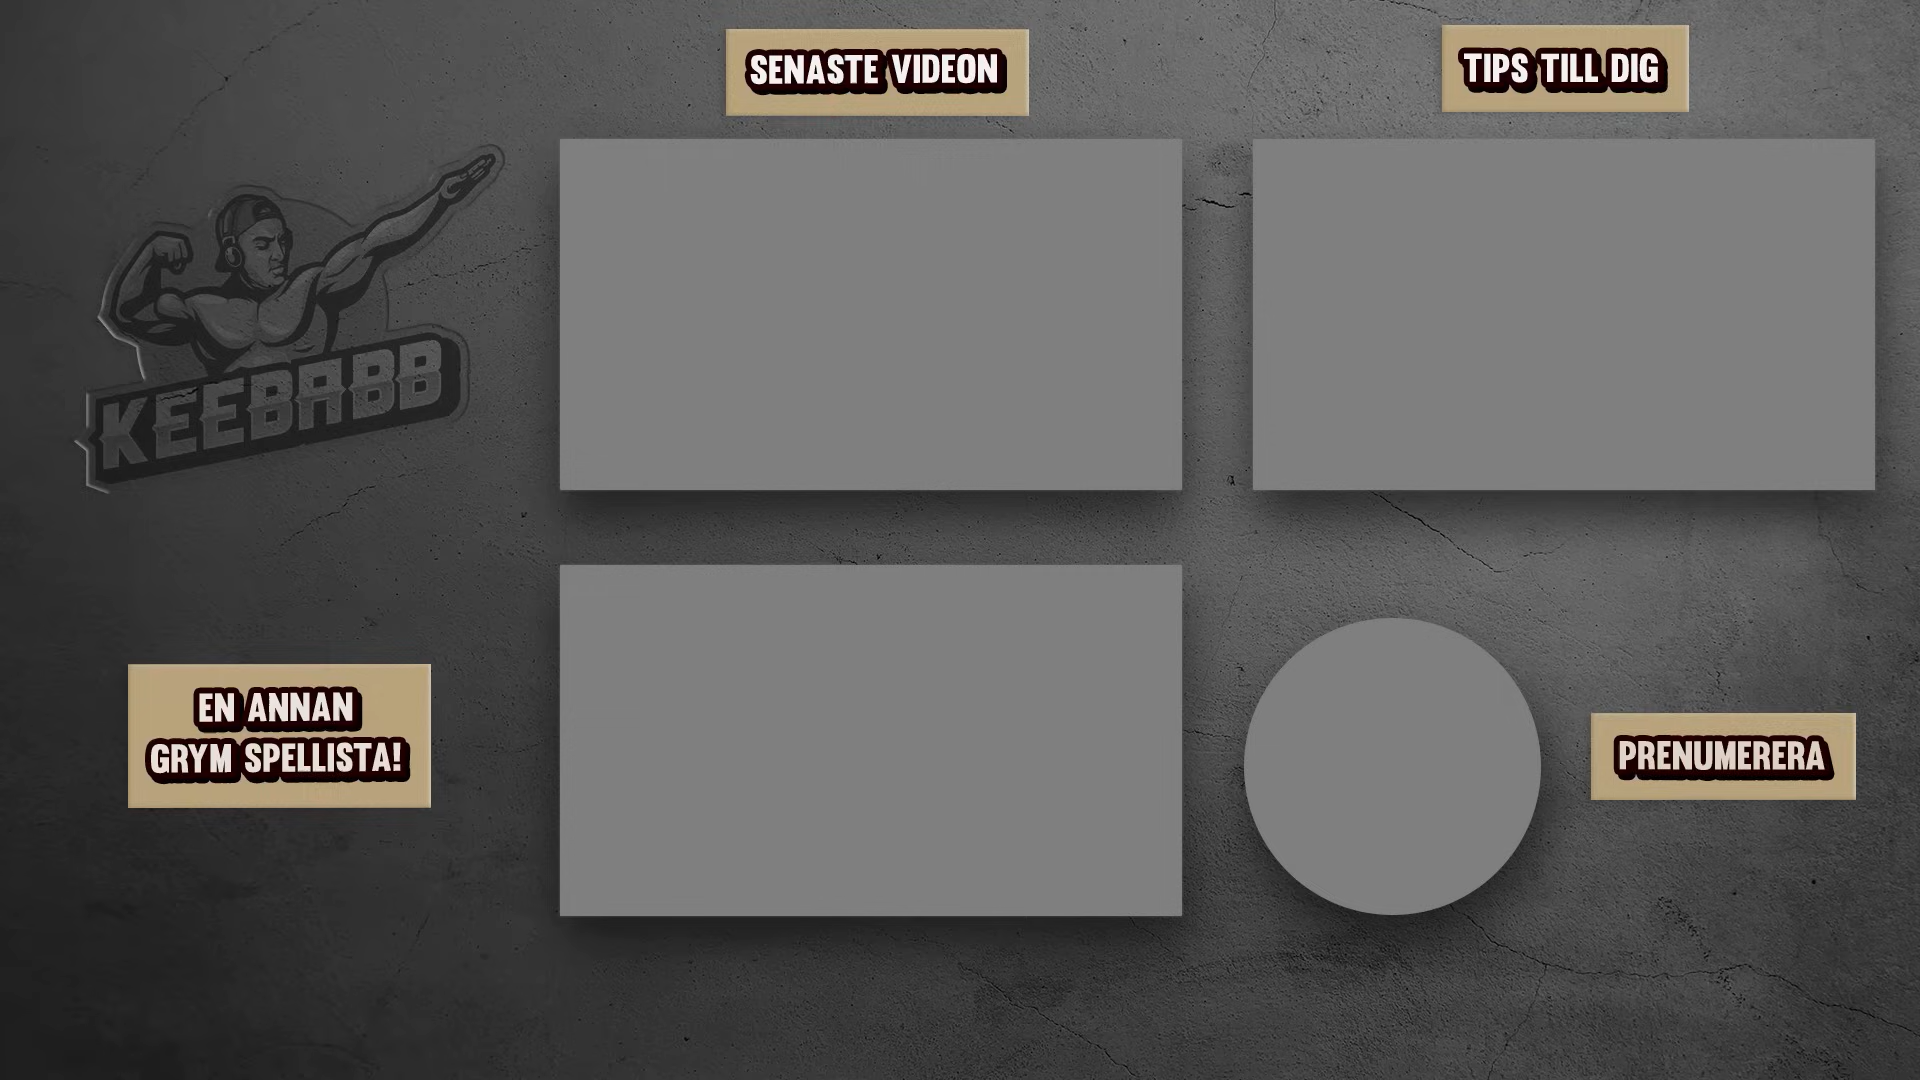 SENASTE VIDEON
TIPS TILL DIG
KEEBABB
EN ANNAN
GRYM SPELLISTA!
PRENUMERERA